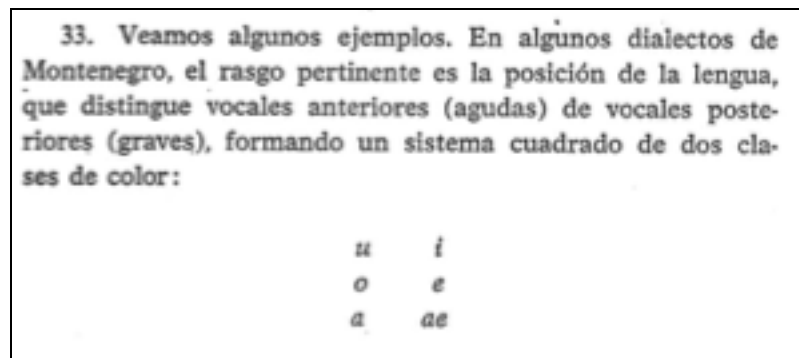 33. Veamos algunos ejemplos. En algunos dialectos de
Montenegro, el rasgo pertinente es la posición de la lengua,
que distingue vocales anteriores (agudas) de vocales poste-
riores (graves), formando un sistema cuadrado de dos cla-
ses de color:
u i
o e
a ae